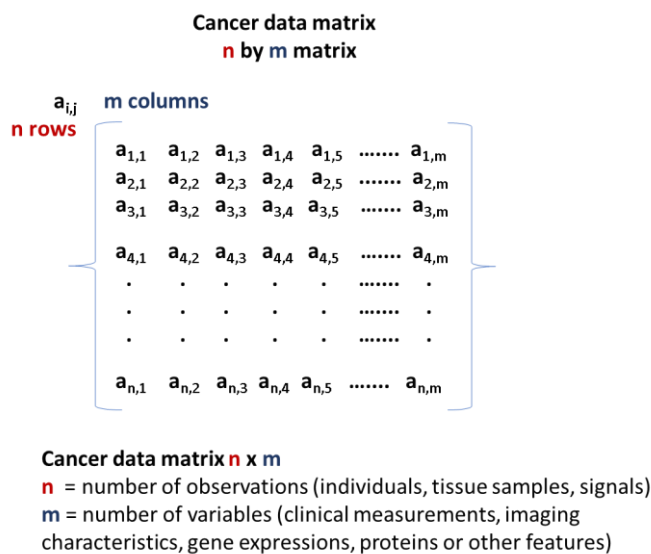 Cancer data matrix
n by m matrix
a i,j m columns
n rows
a1,1 a1,2 a1,3 a1,4 a1,5 ....... a1,m
a2,1 a2,2 a2,3 a2,4 a2,5 ....... a2,m
a3,1 a3,2 a3,3 a3,4 a3,5 ....... a3,m
a4,1 a4,2 a4,3 a4,4 a4,5 ....... a4,m
. . . . . ....... .
. . . . . ....... .
. . . . . ....... .
an,1 an,2 an,3 an,4 an,5 ....... an,m
Cancer data matrix n x m
n = number of observations (individuals, tissue samples, signals)
m = number of variables (clinical measurements, imaging
characteristics, gene expressions, proteins or other features)